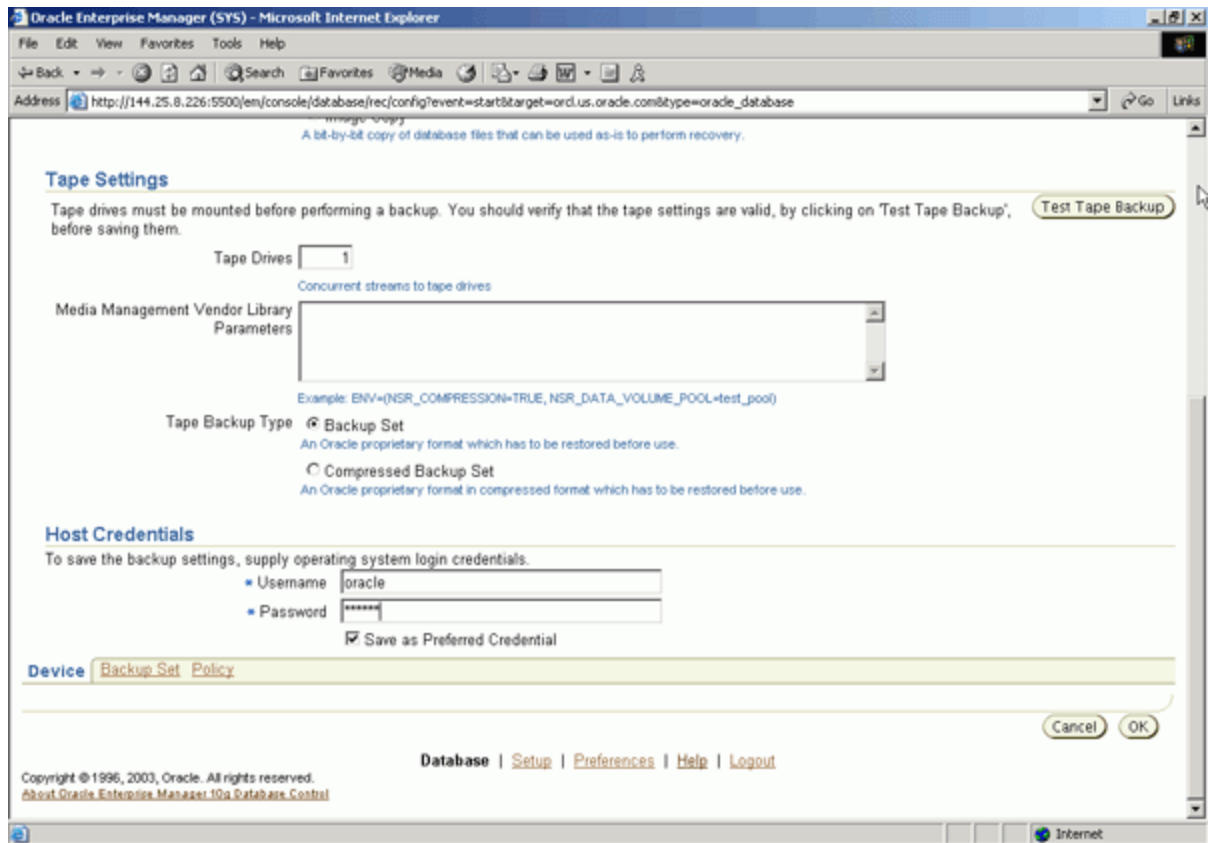 Oracle Enterprise Manager (SYS) - Microsoft Internet Explorer
File Edit View Favorites Tools Help
Back Search Favorites Media
Address http://144.25.8.226:5500/em/console/database/rec/config?event=start&target=orcl.us.oracle.com&type=oracle_database Go Links
Image Copy
A bit-by-bit copy of database files that can be used as-is to perform recovery.
Tape Settings
Tape drives must be mounted before performing a backup. You should verify that the tape settings are valid, by clicking on 'Test Tape Backup', Test Tape Backup
before saving them.
Tape Drives 1
Concurrent streams to tape drives
Media Management Vendor Library
Parameters
Example: ENV=(NSR_COMPRESSION=TRUE, NSR_DATA_VOLUME_POOL=test_pool)
Tape Backup Type Backup Set
An Oracle proprietary format which has to be restored before use.
Compressed Backup Set
An Oracle proprietary format in compressed format which has to be restored before use.
Host Credentials
To save the backup settings, supply operating system login credentials.
* Username oracle
* Password ******
Save as Preferred Credential
Device Backup Set Policy
Cancel OK
Database | Setup | Preferences | Help | Logout
Copyright © 1996, 2003, Oracle. All rights reserved.
About Oracle Enterprise Manager 10g Database Control
Internet